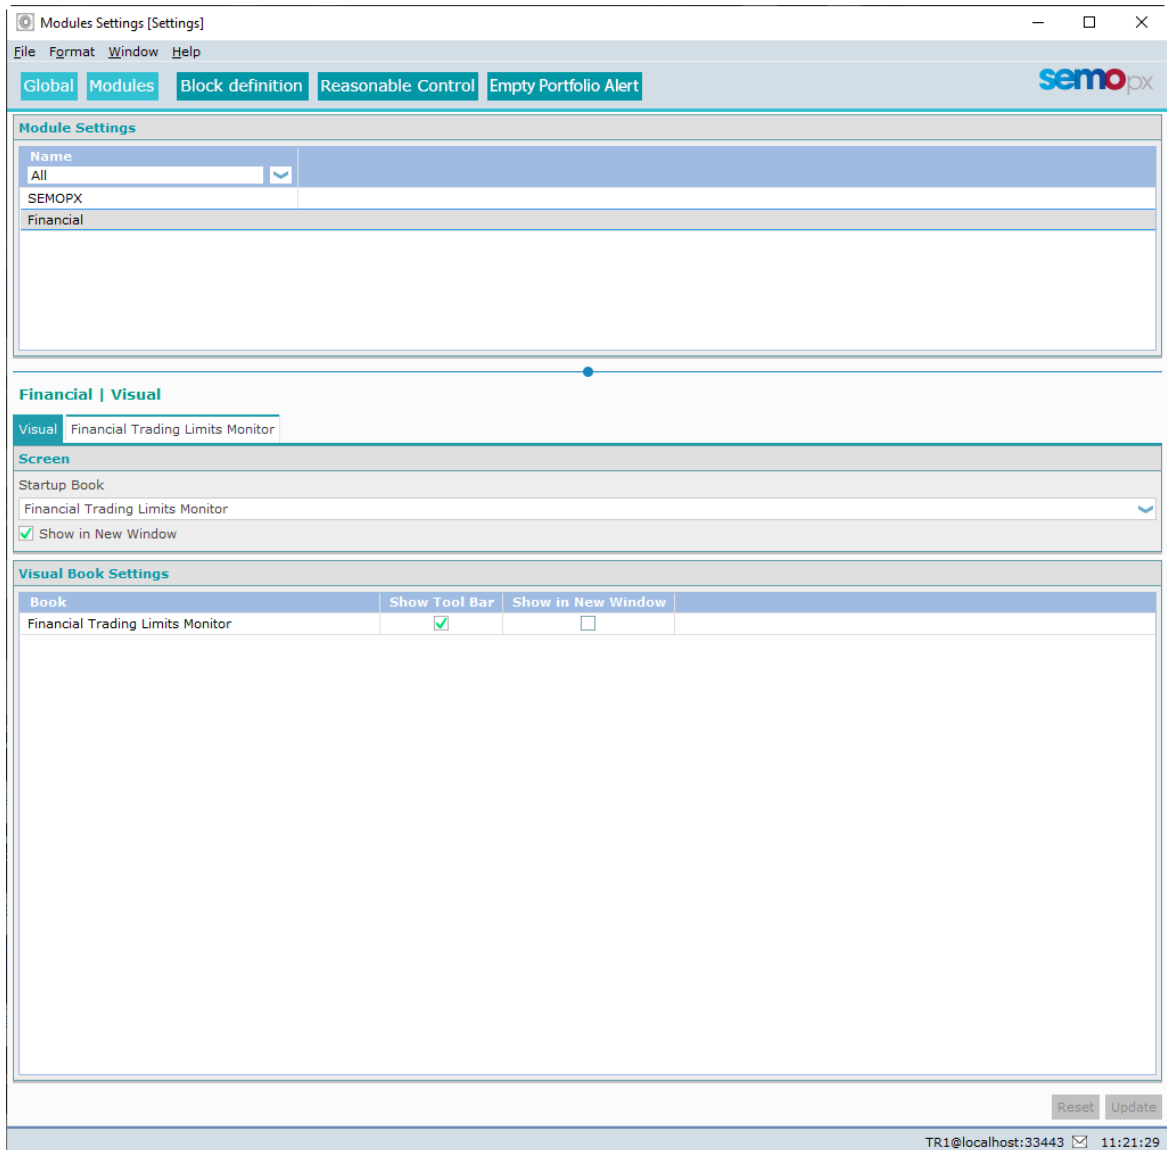 Modules Settings [Settings]
File Format Window Help
Global Modules Block definition Reasonable Control Empty Portfolio Alert semopx
Module Settings
Name
All
SEMOPX
Financial
Financial | Visual
Visual Financial Trading Limits Monitor
Screen
Startup Book
Financial Trading Limits Monitor
Show in New Window
Visual Book Settings
Book Show Tool Bar Show in New Window
Financial Trading Limits Monitor
Reset Update
TR1@localhost:33443 11:21:29